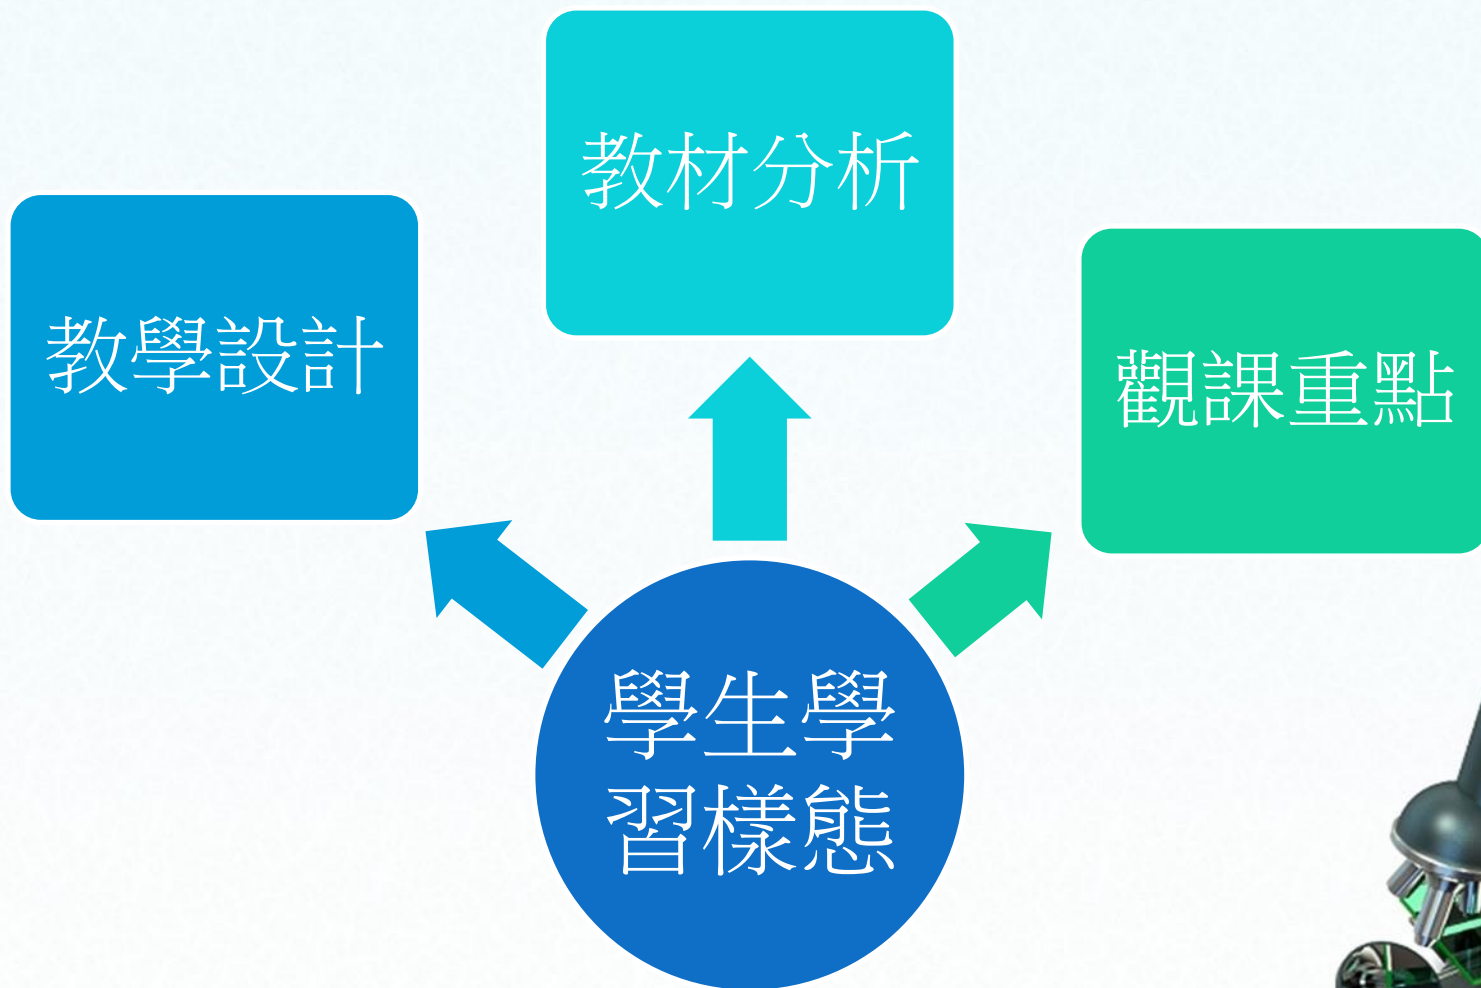 教學設計
教材分析
觀課重點
學生學
習樣態